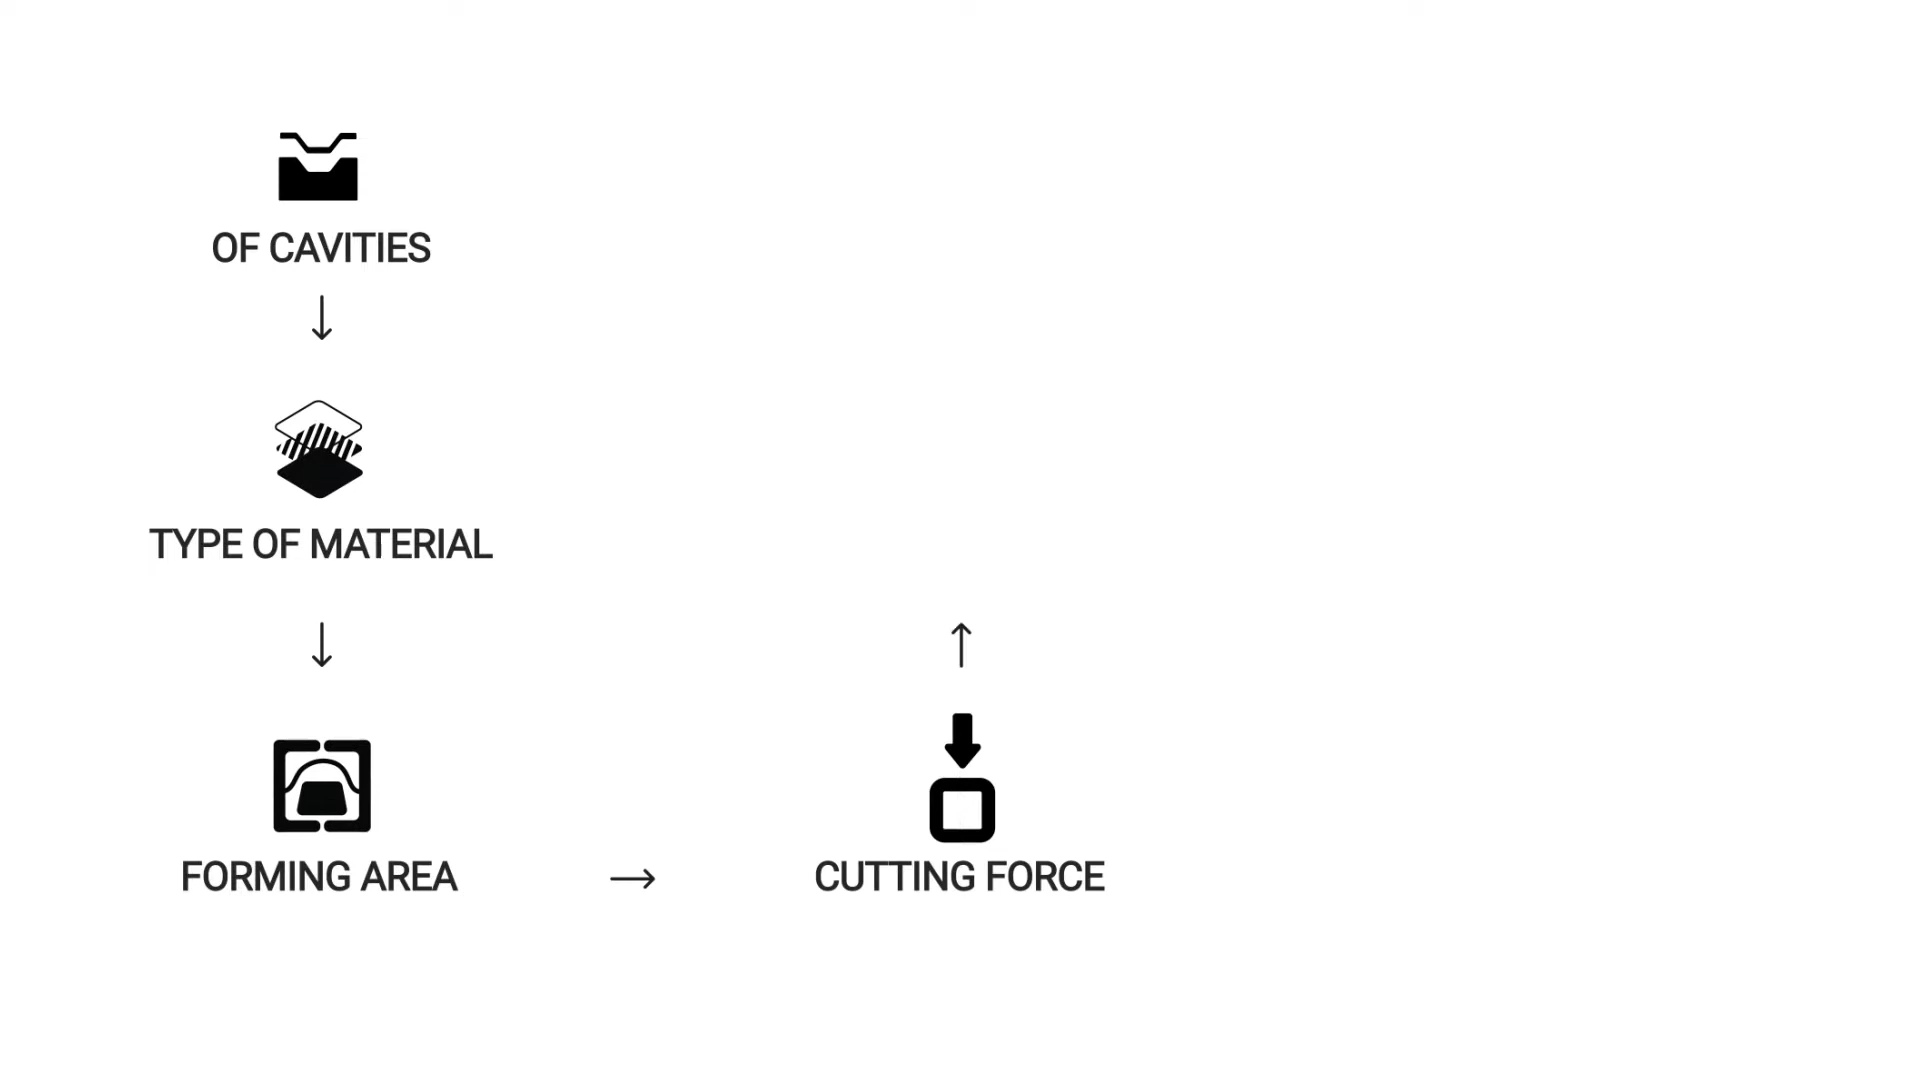 OF CAVITIES
TYPE OF MATERIAL
FORMING AREA
CUTTING FORCE